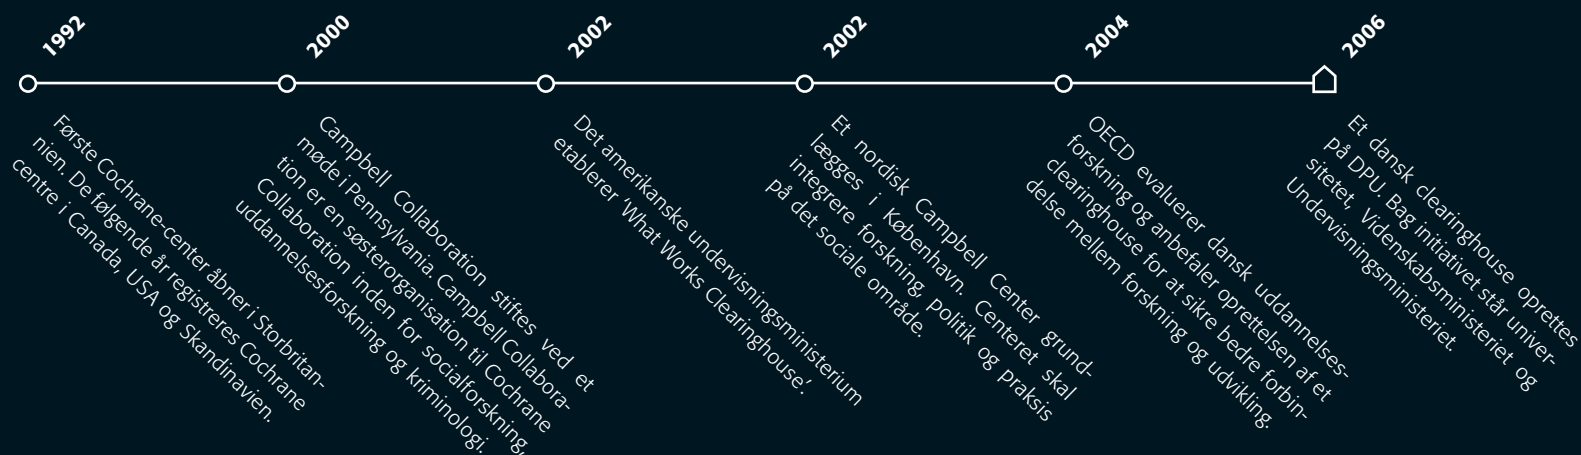 1992
Første Cochrane-center åbner i Storbritan-
nien. De følgende år registreres Cochrane
centre i Canada, USA og Skandinavien.
2000
Campbell Collaboration stiftes ved et
møde i Pennsylvania. Campbell Collabora-
tion er en søsterorganisation til Cochrane
Collaboration inden for socialforskning,
uddannelsesforskning og kriminologi.
2002
Det amerikanske undervisningsministerium
etablerer ’What Works Clearinghouse’.
2002
Et nordisk Campbell Center grund-
lægges i København. Centeret skal
integrere forskning, politik og praksis
på det sociale område.
2004
OECD evaluerer dansk uddannelses-
forskning og anbefaler oprettelsen af et
clearinghouse for at sikre bedre forbin-
delse mellem forskning og udvikling.
2006
Et dansk clearinghouse oprettes
på DPU. Bag initiativet står univer-
sitetet, Videnskabsministeriet og
Undervisningsministeriet.